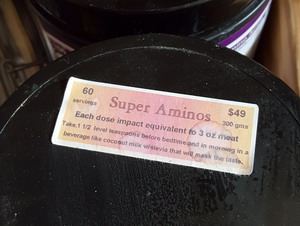 60
servings
Super Aminos
$49
300 gms
Each dose impact equivalent to 3 oz meat
Take 1 1/2 level teaspoons before bedtime and in morning in a
beverage like coconut milk w/stevia that will mask the taste.